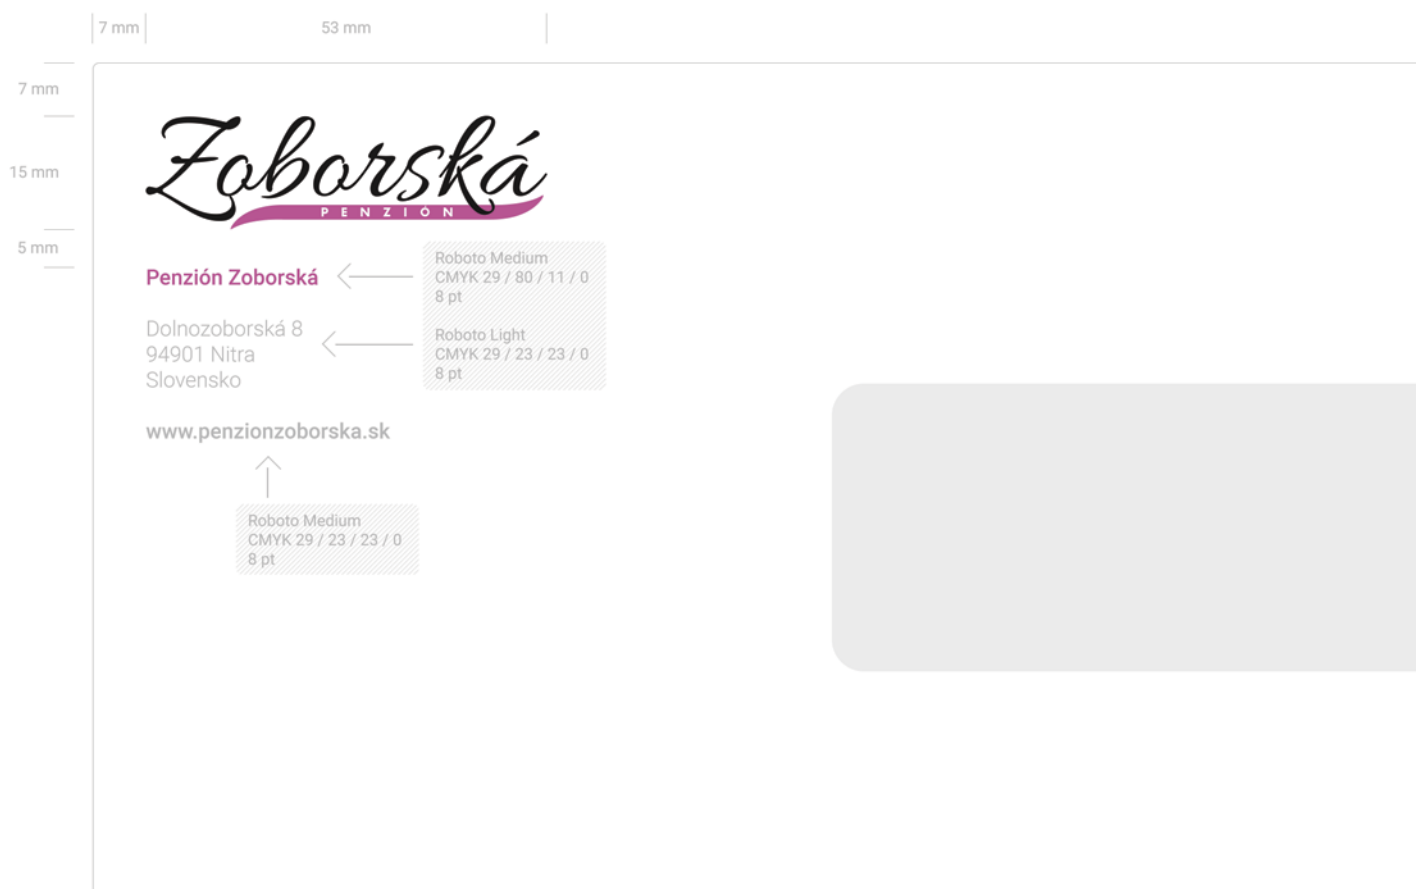 7 mm
53 mm
7 mm
15 mm
5 mm
Zoborská
PENZIÓN
Penzión Zoborská
Roboto Medium
CMYK 29 / 80 / 11 / 0
8 pt
Dolnozoborská 8
94901 Nitra
Slovensko
Roboto Light
CMYK 29 / 23 / 23 / 0
8 pt
www.penzionzoborska.sk
Roboto Medium
CMYK 29 / 23 / 23 / 0
8 pt